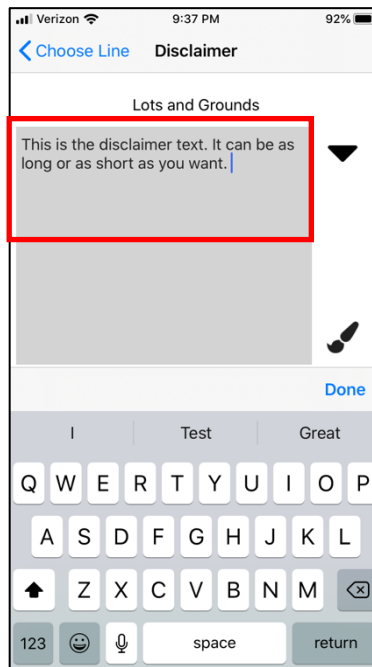 Verizon 9:37 PM 92%
Choose Line Disclaimer
Lots and Grounds
This is the disclaimer text. It can be as
long or as short as you want.
Done
I Test Great
Q W E R T Y U I O P
A S D F G H J K L
Z X C V B N M
123 space return